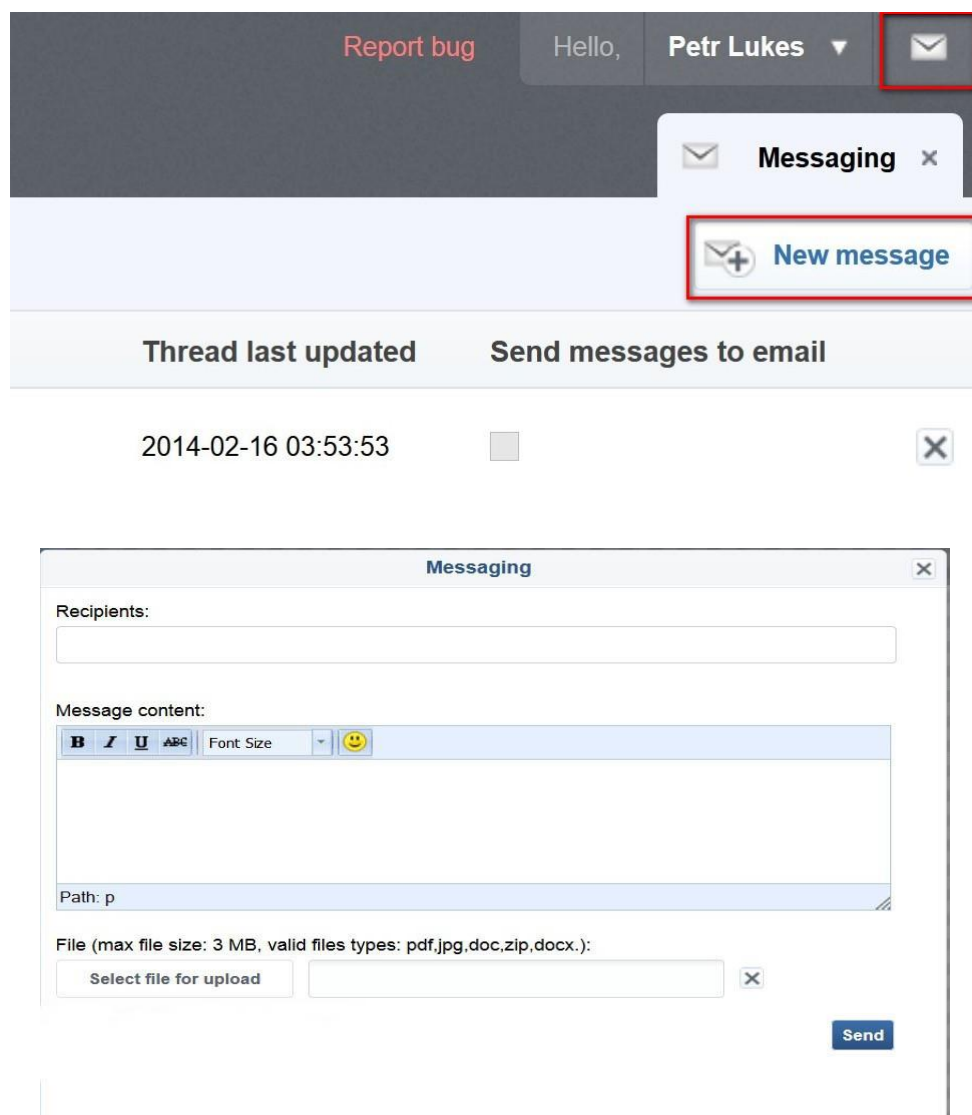 Report bug Hello, Petr Lukes ▼
Messaging ×
New message
Thread last updated Send messages to email
2014-02-16 03:53:53
Messaging
Recipients:
Message content:
B I U ABC Font Size
Path: p
File (max file size: 3 MB, valid files types: pdf,jpg,doc,zip,docx.):
Select file for upload
Send